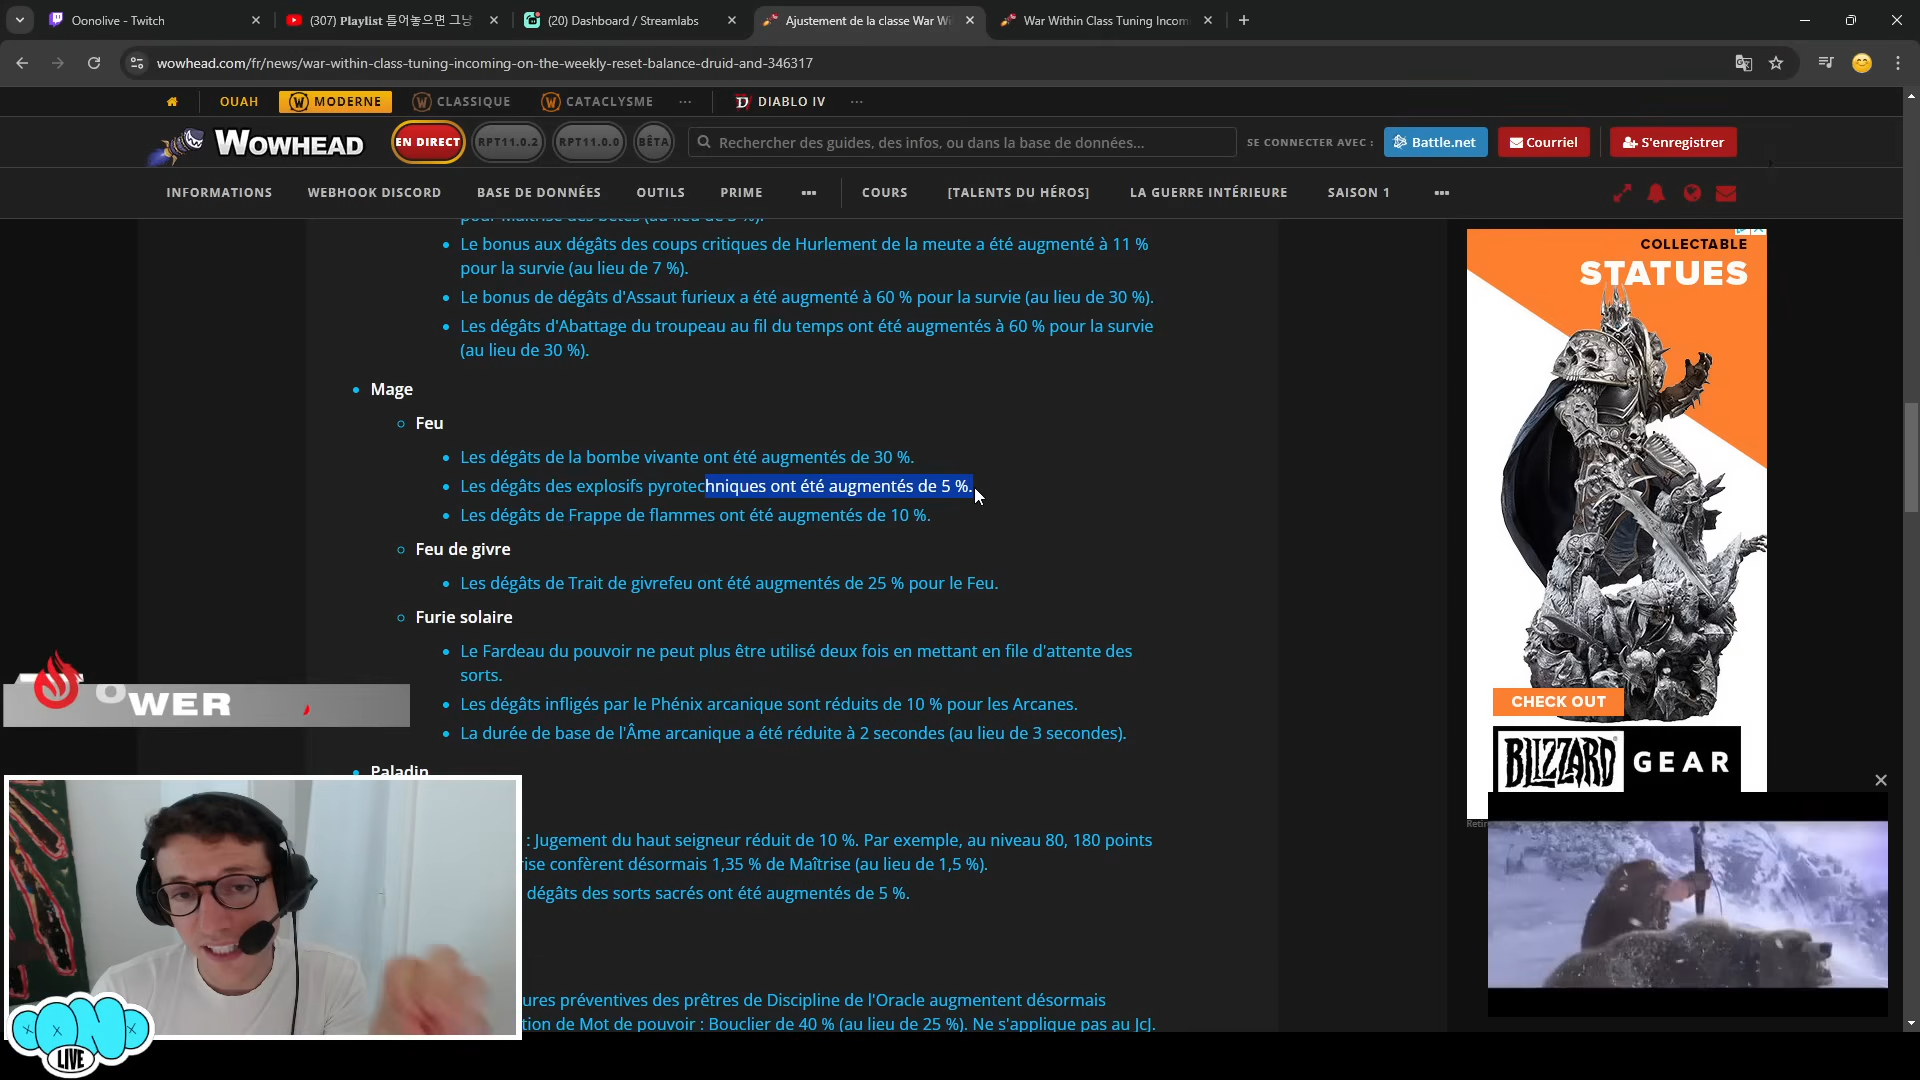 Oonolive - Twitch
(307) Playlist 틀어놓으면 그냥
(20) Dashboard / Streamlabs
Ajustement de la classe War Wi
War Within Class Tuning Incom
wowhead.com/fr/news/war-within-class-tuning-incoming-on-the-weekly-reset-balance-druid-and-346317
OUAH
MODERNE
CLASSIQUE
CATACLYSME
DIABLO IV
WOWHEAD
EN DIRECT
RPT11.0.2
RPT11.0.0
BÊTA
Rechercher des guides, des infos, ou dans la base de données...
SE CONNECTER AVEC :
Battle.net
Courriel
S'enregistrer
INFORMATIONS
WEBHOOK DISCORD
BASE DE DONNÉES
OUTILS
PRIME
COURS
[TALENTS DU HÉROS]
LA GUERRE INTÉRIEURE
SAISON 1
pour Maîtrise des bêtes (au lieu de 5 %).
Le bonus aux dégâts des coups critiques de Hurlement de la meute a été augmenté à 11 %
pour la survie (au lieu de 7 %).
Le bonus de dégâts d'Assaut furieux a été augmenté à 60 % pour la survie (au lieu de 30 %).
Les dégâts d'Abattage du troupeau au fil du temps ont été augmentés à 60 % pour la survie
(au lieu de 30 %).
Mage
Feu
Les dégâts de la bombe vivante ont été augmentés de 30 %.
Les dégâts des explosifs pyrotechniques ont été augmentés de 5 %.
Les dégâts de Frappe de flammes ont été augmentés de 10 %.
Feu de givre
Les dégâts de Trait de givrefeu ont été augmentés de 25 % pour le Feu.
Furie solaire
Le Fardeau du pouvoir ne peut plus être utilisé deux fois en mettant en file d'attente des
sorts.
Les dégâts infligés par le Phénix arcanique sont réduits de 10 % pour les Arcanes.
La durée de base de l'Âme arcanique a été réduite à 2 secondes (au lieu de 3 secondes).
Paladin
: Jugement du haut seigneur réduit de 10 %. Par exemple, au niveau 80, 180 points
rise confèrent désormais 1,35 % de Maîtrise (au lieu de 1,5 %).
dégâts des sorts sacrés ont été augmentés de 5 %.
ures préventives des prêtres de Discipline de l'Oracle augmentent désormais
tion de Mot de pouvoir : Bouclier de 40 % (au lieu de 25 %). Ne s'applique pas au JcJ.
COLLECTABLE
STATUES
CHECK OUT
BLIZZARD
GEAR
Retir
OWER
ONO
LIVE